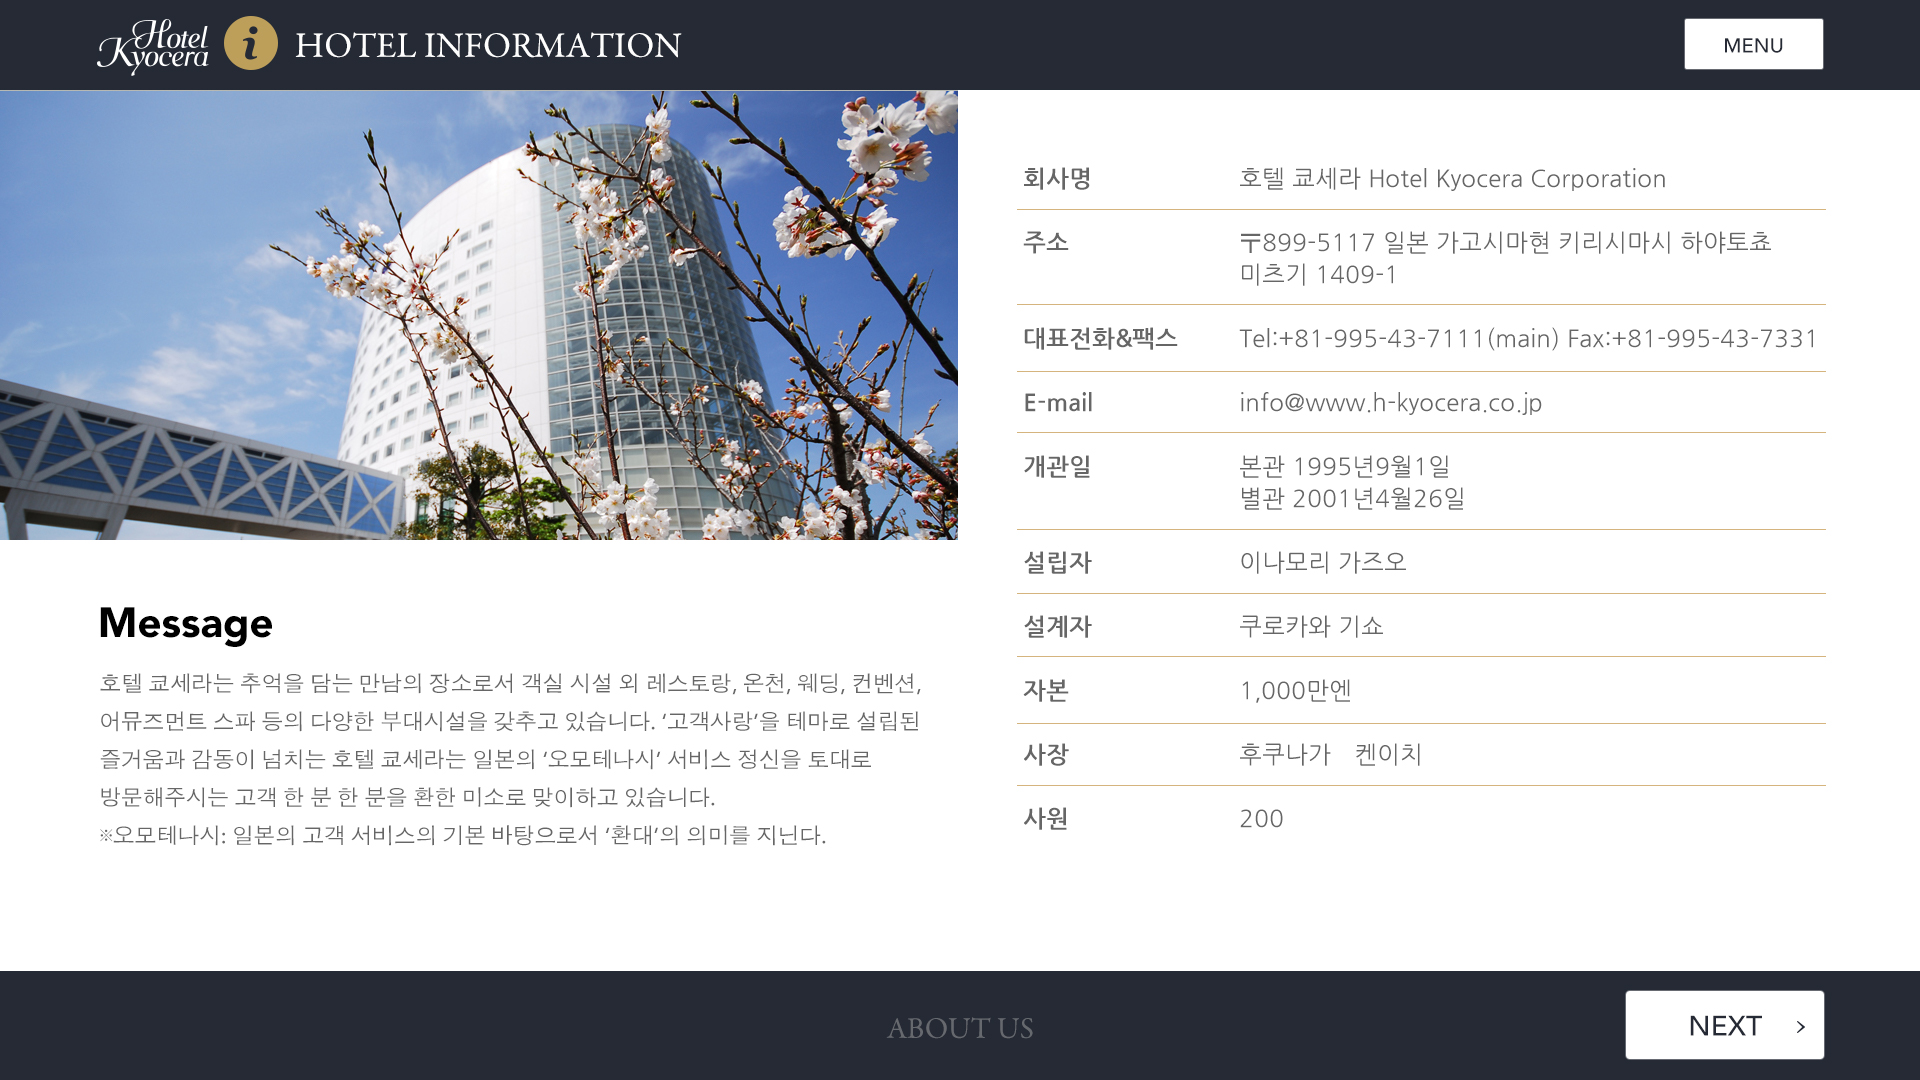 Hotel Kyocera
i
HOTEL INFORMATION
MENU
회사명 호텔 쿄세라 Hotel Kyocera Corporation
주소 〒899-5117 일본 가고시마현 키리시마시 하야토쵸
미츠기 1409-1
대표전화&팩스 Tel:+81-995-43-7111(main) Fax:+81-995-43-7331
E-mail info@www.h-kyocera.co.jp
개관일 본관 1995년9월1일
별관 2001년4월26일
설립자 이나모리 가즈오
설계자 쿠로카와 기쇼
자본 1,000만엔
사장 후쿠나가　켄이치
사원 200
Message
호텔 쿄세라는 추억을 담는 만남의 장소로서 객실 시설 외 레스토랑, 온천, 웨딩, 컨벤션,
어뮤즈먼트 스파 등의 다양한 부대시설을 갖추고 있습니다. ‘고객사랑’을 테마로 설립된
즐거움과 감동이 넘치는 호텔 쿄세라는 일본의 ‘오모테나시’ 서비스 정신을 토대로
방문해주시는 고객 한 분 한 분을 환한 미소로 맞이하고 있습니다.
※오모테나시: 일본의 고객 서비스의 기본 바탕으로서 ‘환대’의 의미를 지닌다.
ABOUT US
NEXT >